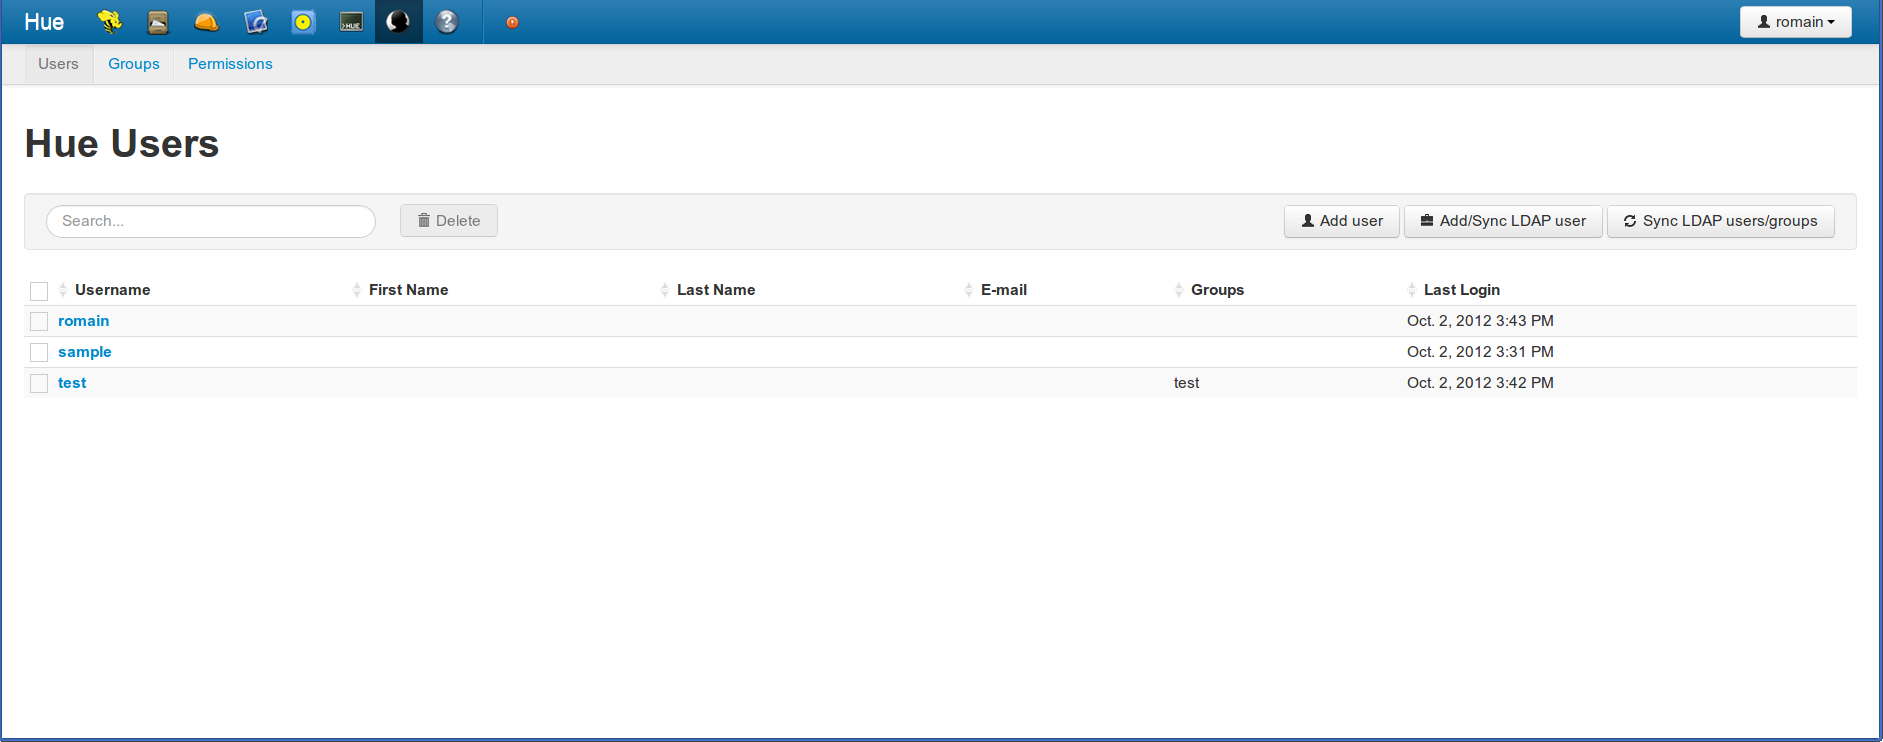 Hue >HUE romain
Users Groups Permissions
Hue Users
Search... Delete Add user Add/Sync LDAP user Sync LDAP users/groups
Username First Name Last Name E-mail Groups Last Login
romain Oct. 2, 2012 3:43 PM
sample Oct. 2, 2012 3:31 PM
test test Oct. 2, 2012 3:42 PM